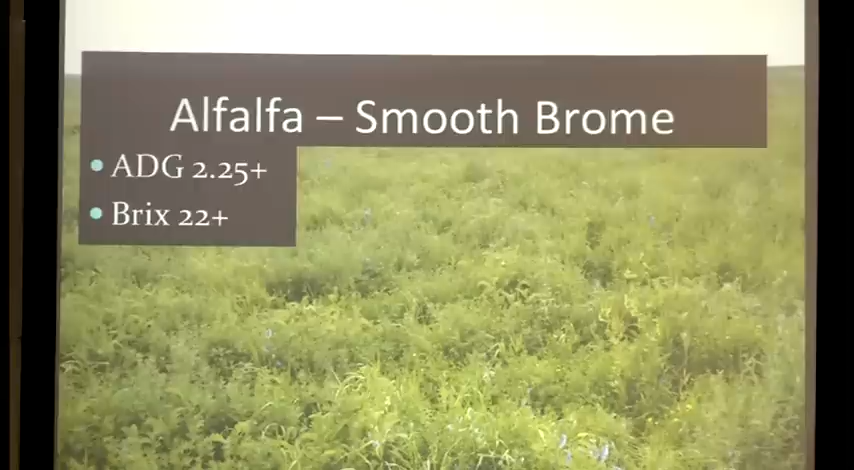 Alfalfa – Smooth Brome
• ADG 2.25+
• Brix 22+